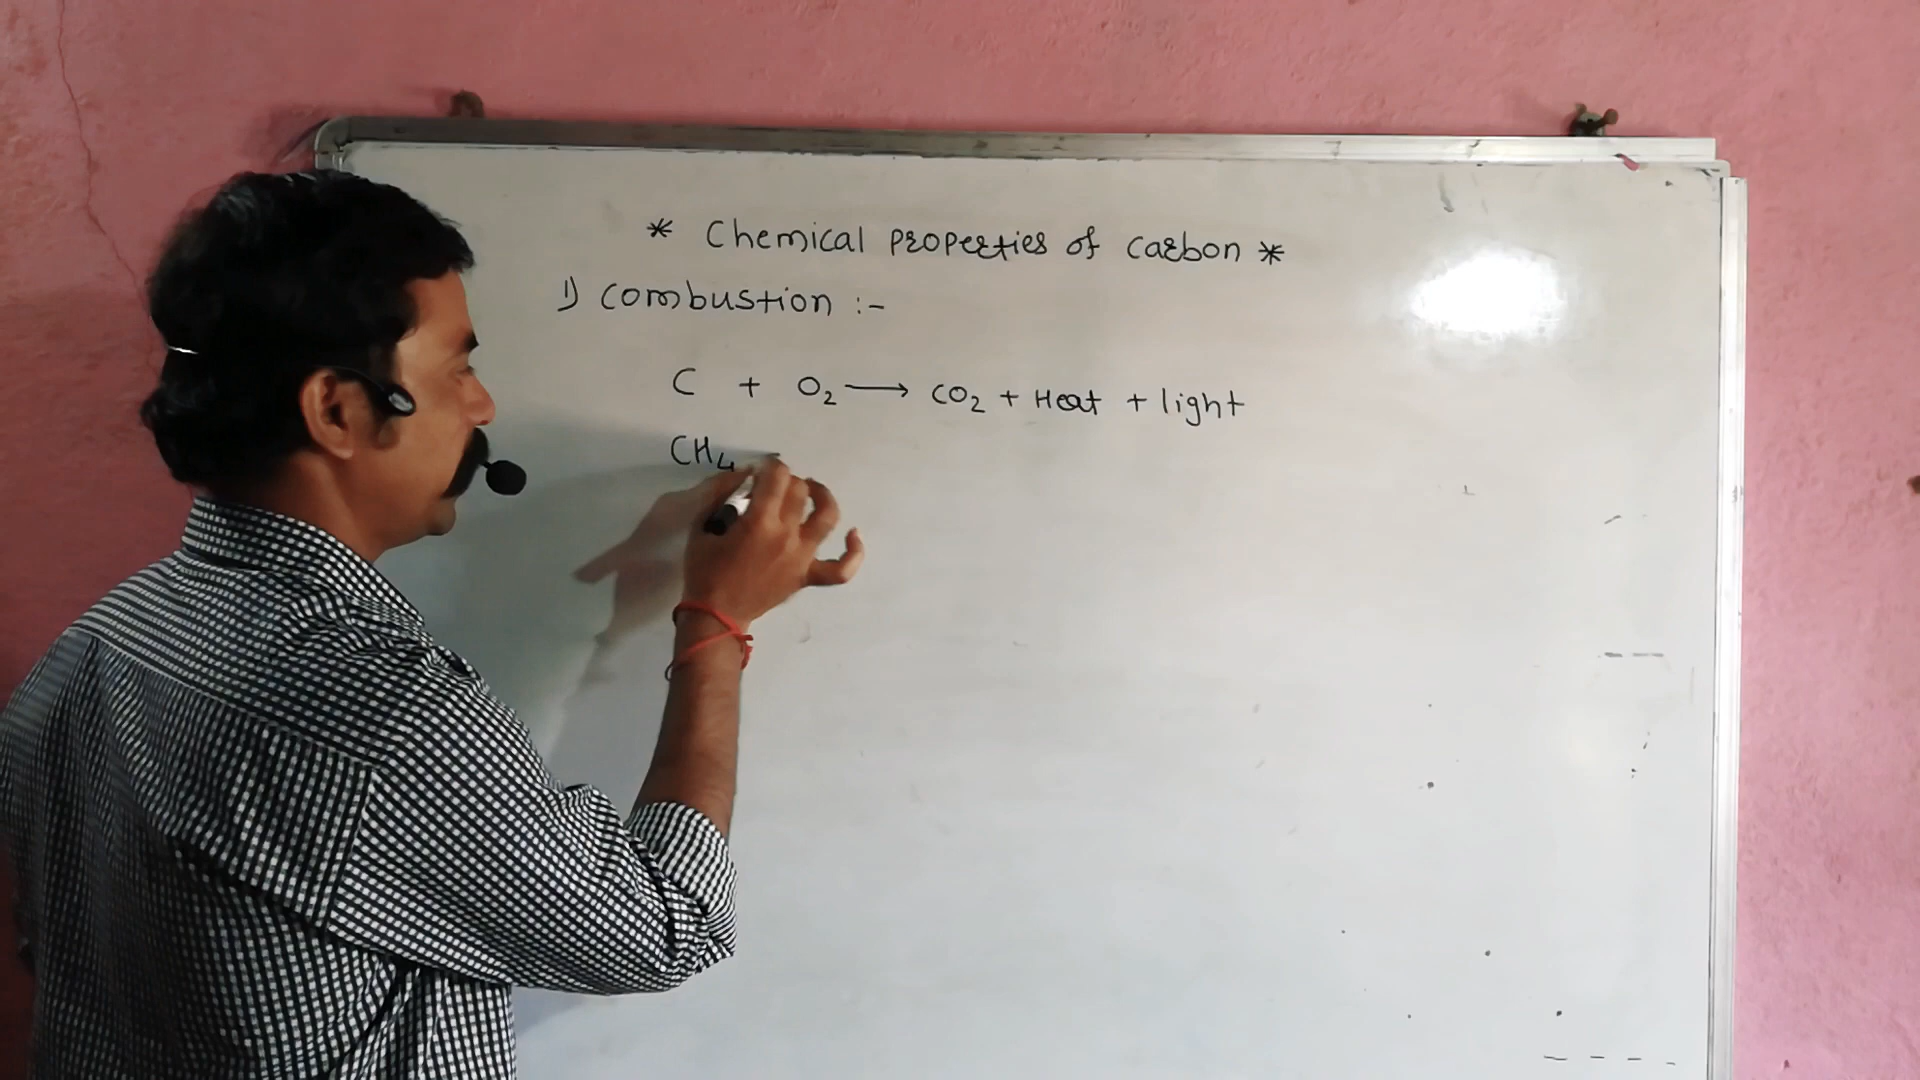 * Chemical properties of carbon *
1) combustion :-
C + O₂ ⟶ CO₂ + Heat + light
CH₄